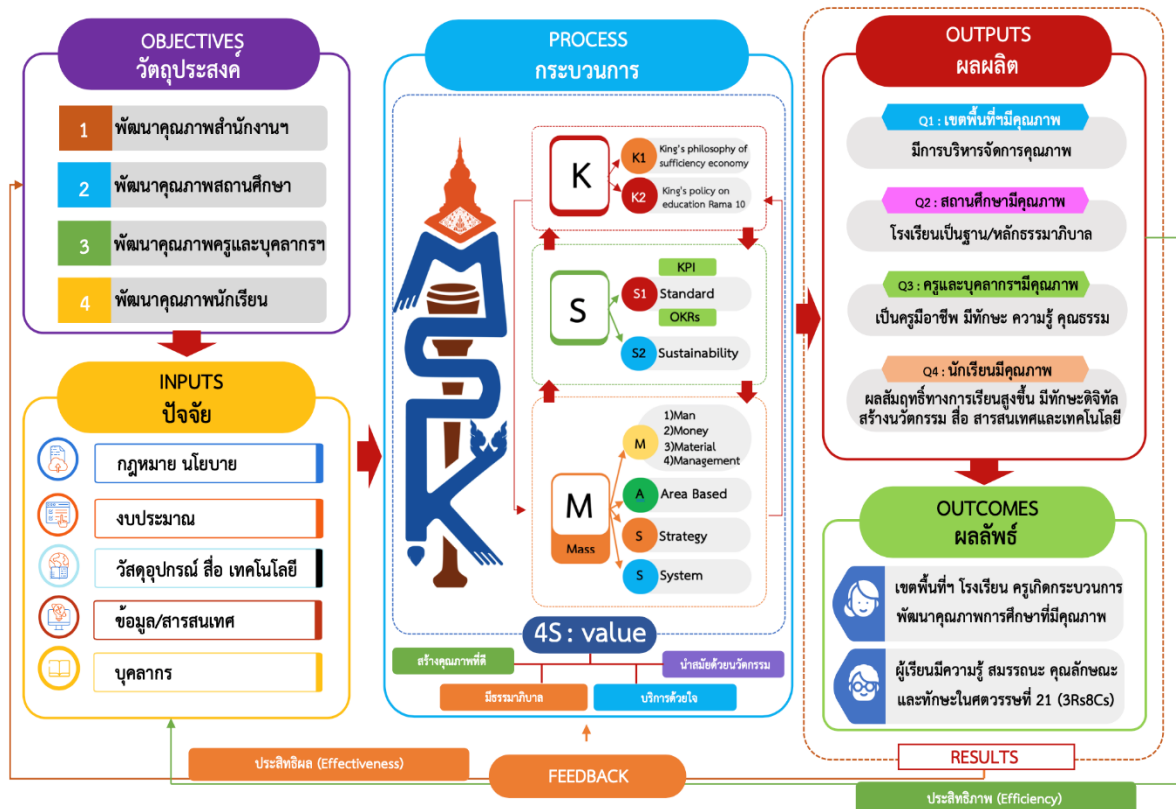 OBJECTIVES
วัตถุประสงค์
1 พัฒนาคุณภาพสำนักงานฯ
2 พัฒนาคุณภาพสถานศึกษา
3 พัฒนาคุณภาพครูและบุคลากรฯ
4 พัฒนาคุณภาพนักเรียน
INPUTS
ปัจจัย
กฎหมาย นโยบาย
งบประมาณ
วัสดุอุปกรณ์ สื่อ เทคโนโลยี
ข้อมูล/สารสนเทศ
บุคลากร
PROCESS
กระบวนการ
MSK
K
K1
King's philosophy of
sufficiency economy
K2
King's policy on
education Rama 10
S
KPI
S1 Standard
OKRs
S2 Sustainability
M
Mass
M
1)Man
2)Money
3)Material
4)Management
A Area Based
S Strategy
S System
4S : value
สร้างคุณภาพที่ดี
นำสมัยด้วยนวัตกรรม
มีธรรมาภิบาล
บริการด้วยใจ
OUTPUTS
ผลผลิต
Q1 : เขตพื้นที่ฯมีคุณภาพ
มีการบริหารจัดการคุณภาพ
Q2 : สถานศึกษามีคุณภาพ
โรงเรียนเป็นฐาน/หลักธรรมาภิบาล
Q3 : ครูและบุคลากรฯมีคุณภาพ
เป็นครูมืออาชีพ มีทักษะ ความรู้ คุณธรรม
Q4 : นักเรียนมีคุณภาพ
ผลสัมฤทธิ์ทางการเรียนสูงขึ้น มีทักษะดิจิทัล
สร้างนวัตกรรม สื่อ สารสนเทศและเทคโนโลยี
OUTCOMES
ผลลัพธ์
เขตพื้นที่ฯ โรงเรียน ครูเกิดกระบวนการ
พัฒนาคุณภาพการศึกษาที่มีคุณภาพ
ผู้เรียนมีความรู้ สมรรถนะ คุณลักษณะ
และทักษะในศตวรรษที่ 21 (3Rs8Cs)
RESULTS
ประสิทธิผล (Effectiveness)
FEEDBACK
ประสิทธิภาพ (Efficiency)